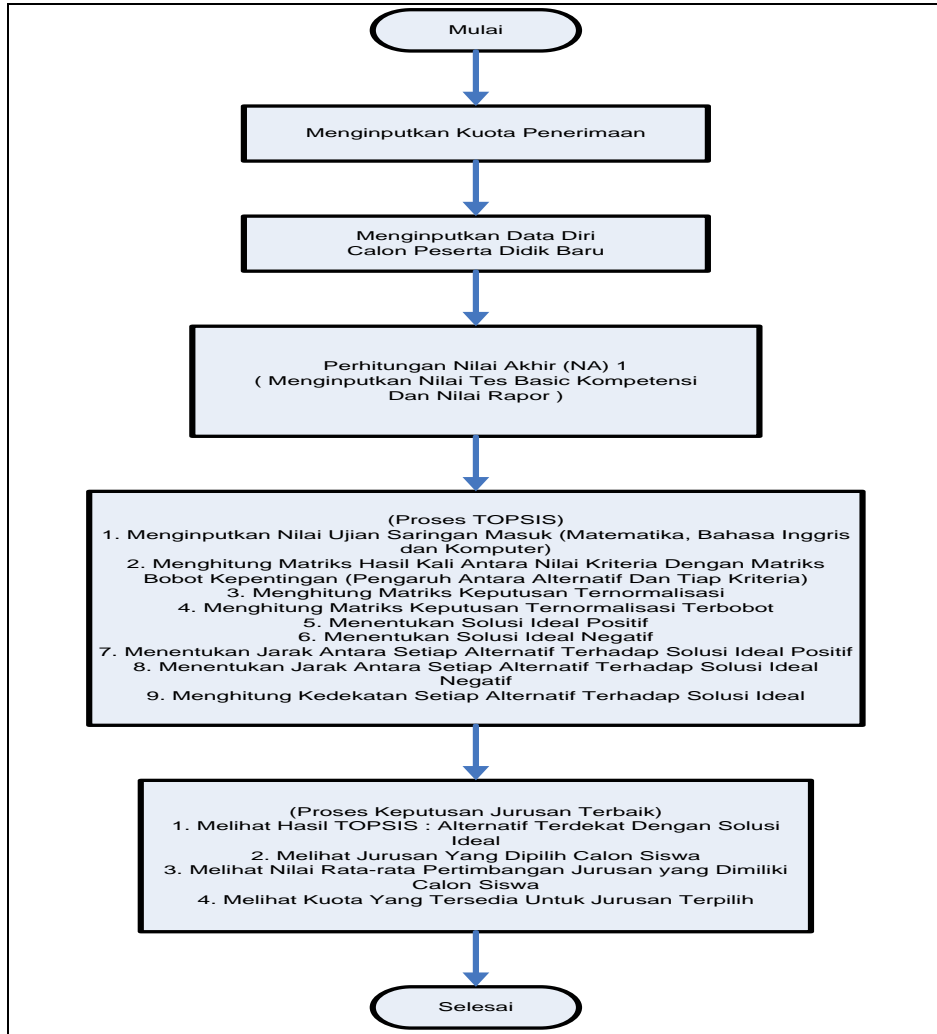 Mulai
Menginputkan Kuota Penerimaan
Menginputkan Data Diri
Calon Peserta Didik Baru
Perhitungan Nilai Akhir (NA) 1
( Menginputkan Nilai Tes Basic Kompetensi
Dan Nilai Rapor )
(Proses TOPSIS)
1. Menginputkan Nilai Ujian Saringan Masuk (Matematika, Bahasa Inggris
dan Komputer)
2. Menghitung Matriks Hasil Kali Antara Nilai Kriteria Dengan Matriks
Bobot Kepentingan (Pengaruh Antara Alternatif Dan Tiap Kriteria)
3. Menghitung Matriks Keputusan Ternormalisasi
4. Menghitung Matriks Keputusan Ternormalisasi Terbobot
5. Menentukan Solusi Ideal Positif
6. Menentukan Solusi Ideal Negatif
7. Menentukan Jarak Antara Setiap Alternatif Terhadap Solusi Ideal Positif
8. Menentukan Jarak Antara Setiap Alternatif Terhadap Solusi Ideal
Negatif
9. Menghitung Kedekatan Setiap Alternatif Terhadap Solusi Ideal
(Proses Keputusan Jurusan Terbaik)
1. Melihat Hasil TOPSIS : Alternatif Terdekat Dengan Solusi
Ideal
2. Melihat Jurusan Yang Dipilih Calon Siswa
3. Melihat Nilai Rata-rata Pertimbangan Jurusan yang Dimiliki
Calon Siswa
4. Melihat Kuota Yang Tersedia Untuk Jurusan Terpilih
Selesai